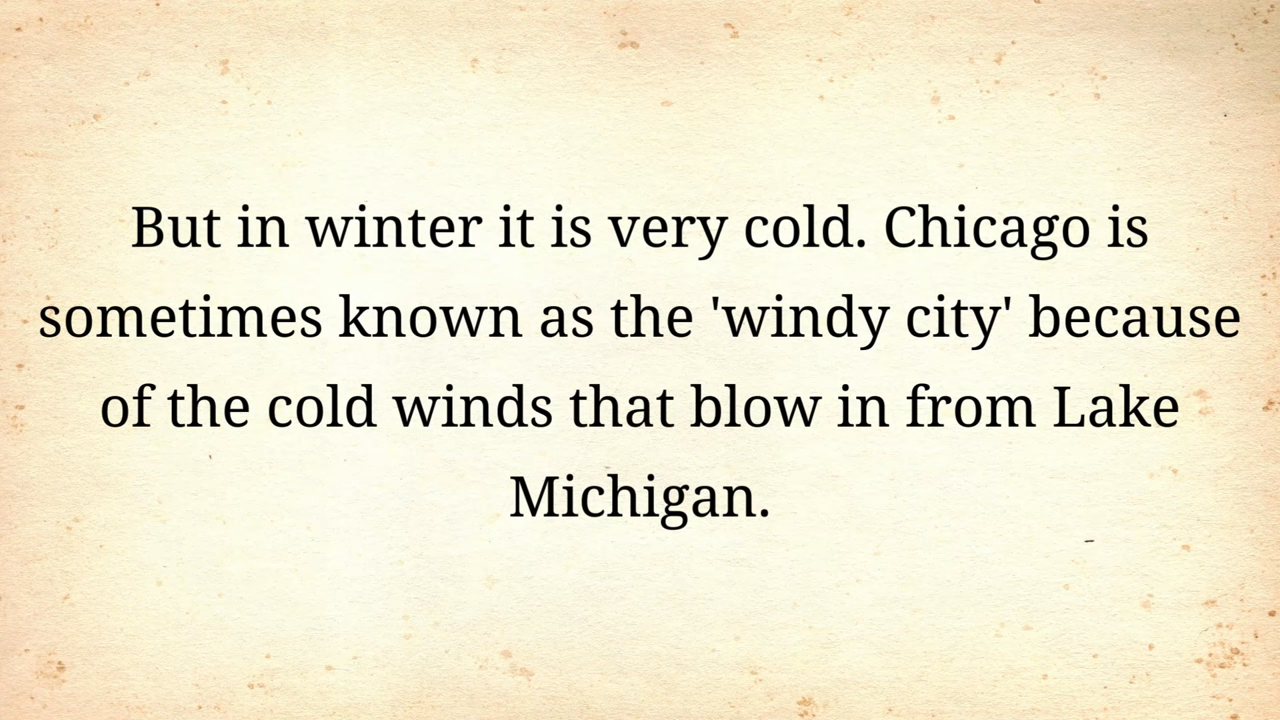 But in winter it is very cold. Chicago is
sometimes known as the 'windy city' because
of the cold winds that blow in from Lake
Michigan.